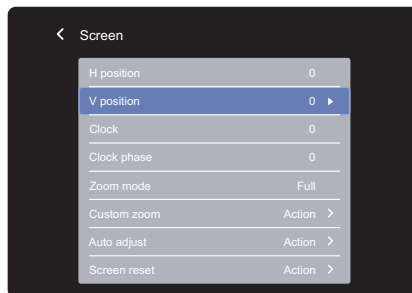 Screen
H position 0
V position 0
Clock 0
Clock phase 0
Zoom mode Full
Custom zoom Action
Auto adjust Action
Screen reset Action